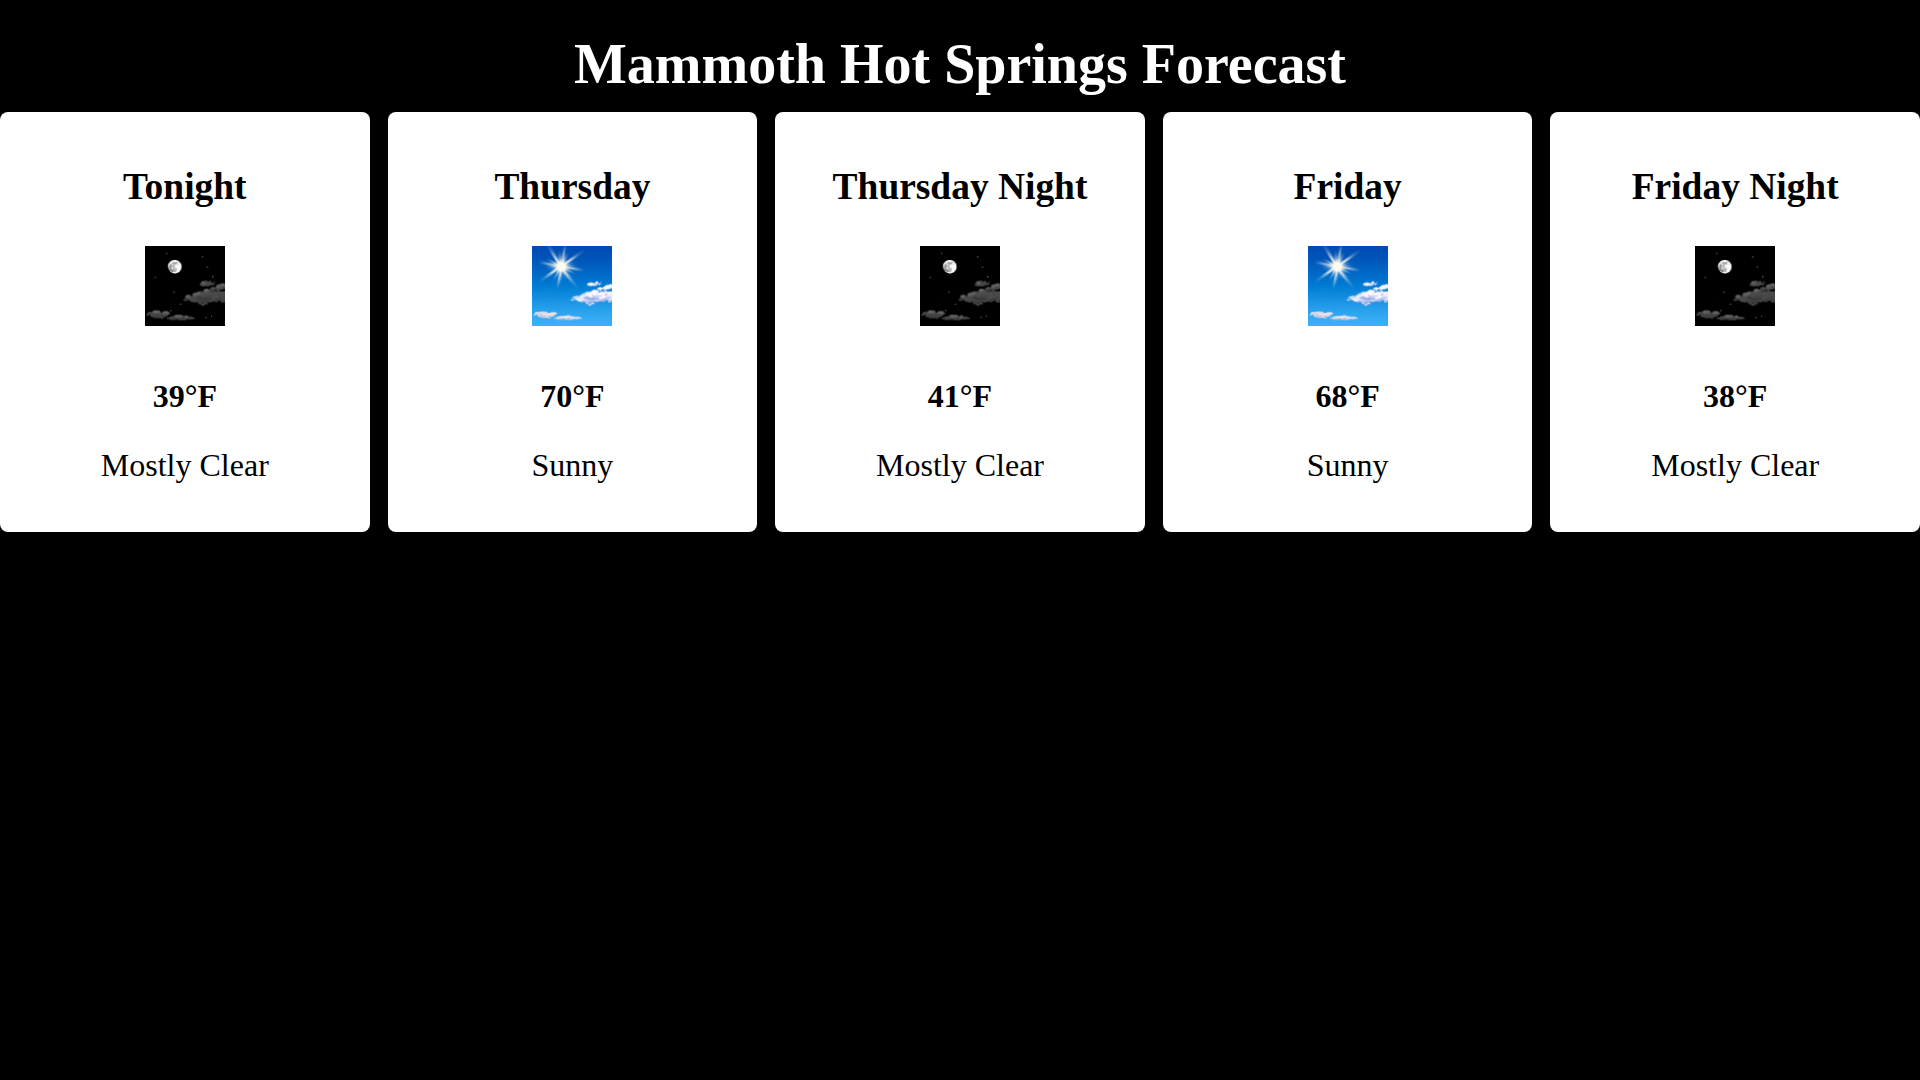 Mammoth Hot Springs Forecast
Tonight
39°F
Mostly Clear
Thursday
70°F
Sunny
Thursday Night
41°F
Mostly Clear
Friday
68°F
Sunny
Friday Night
38°F
Mostly Clear